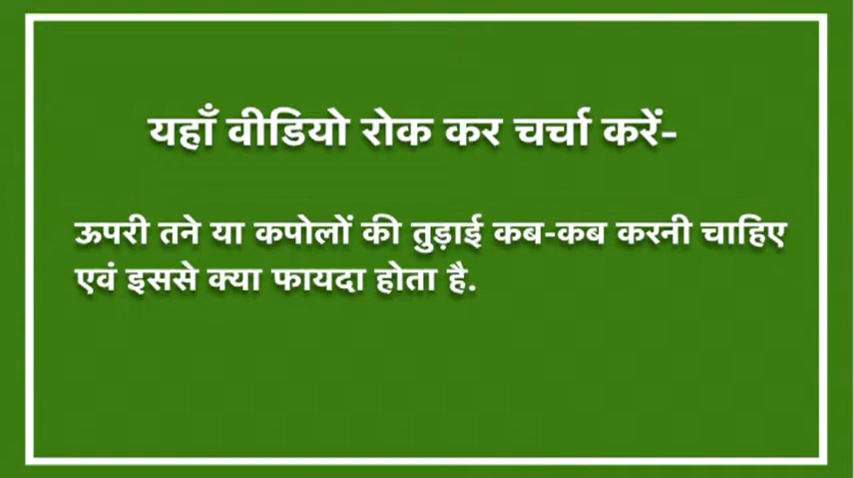 यहाँ वीडियो रोक कर चर्चा करें-
ऊपरी तने या कपोलों की तुड़ाई कब-कब करनी चाहिए
एवं इससे क्या फायदा होता है.